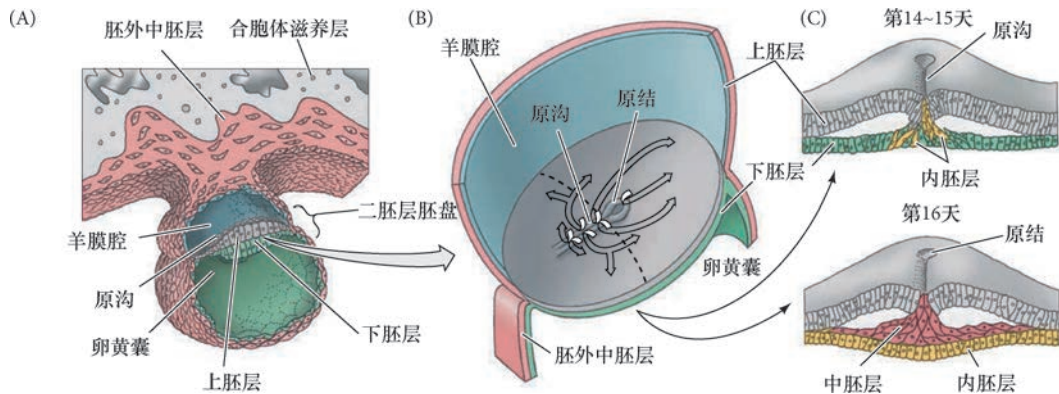 (A)
胚外中胚层
合胞体滋养层
二胚层胚盘
羊膜腔
原沟
卵黄囊
上胚层
下胚层
(B)
羊膜腔
原沟
原结
上胚层
下胚层
卵黄囊
胚外中胚层
(C)
第14~15天
原沟
内胚层
第16天
原结
中胚层
内胚层